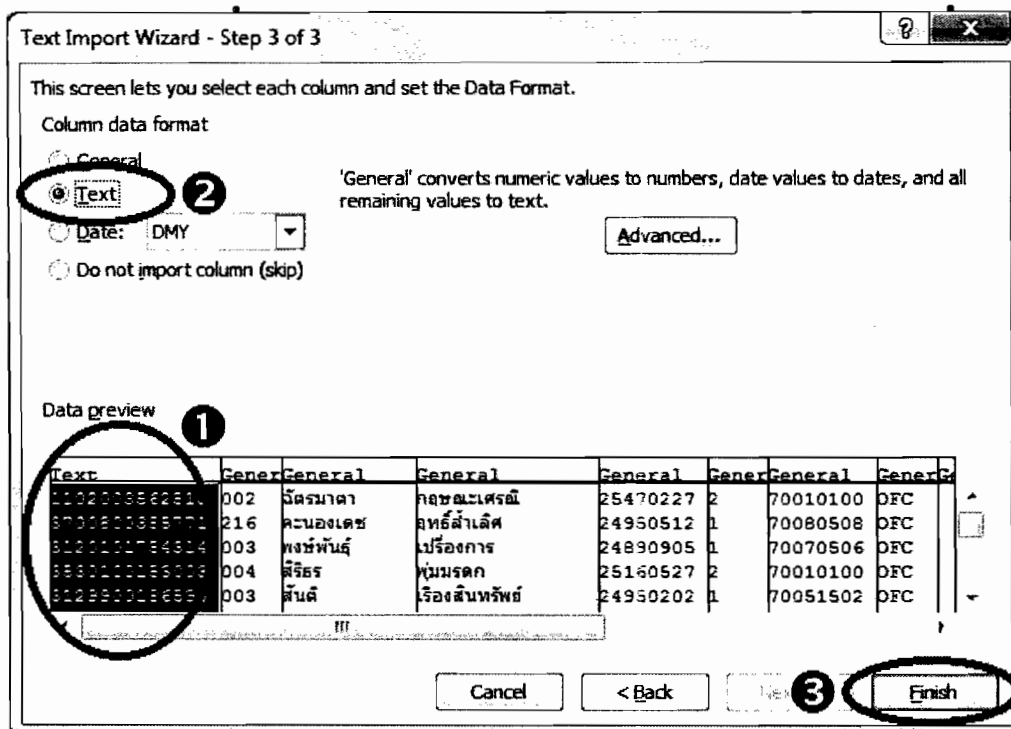 Text Import Wizard - Step 3 of 3
?
X
This screen lets you select each column and set the Data Format.
Column data format
General
Text
2
'General' converts numeric values to numbers, date values to dates, and all
remaining values to text.
Date: DMY
Advanced...
Do not import column (skip)
Data preview
1
Text Gener General General General Gener General Gener
002 ฉัตรมาดา กฤษณะเศรณี 25470227 2 70010100 OFC
216 คะนองเดช ฤทธิ์ล้ำเลิศ 24950512 1 70080508 OFC
003 พงษ์พันธุ์ เปรื่องการ 24890905 1 70070506 OFC
004 สิริธร พุ่มมรดก 25160527 2 70010100 OFC
003 สันติ เรืองสินทรัพย์ 24950202 1 70051502 OFC
Cancel
< Back
3
Finish